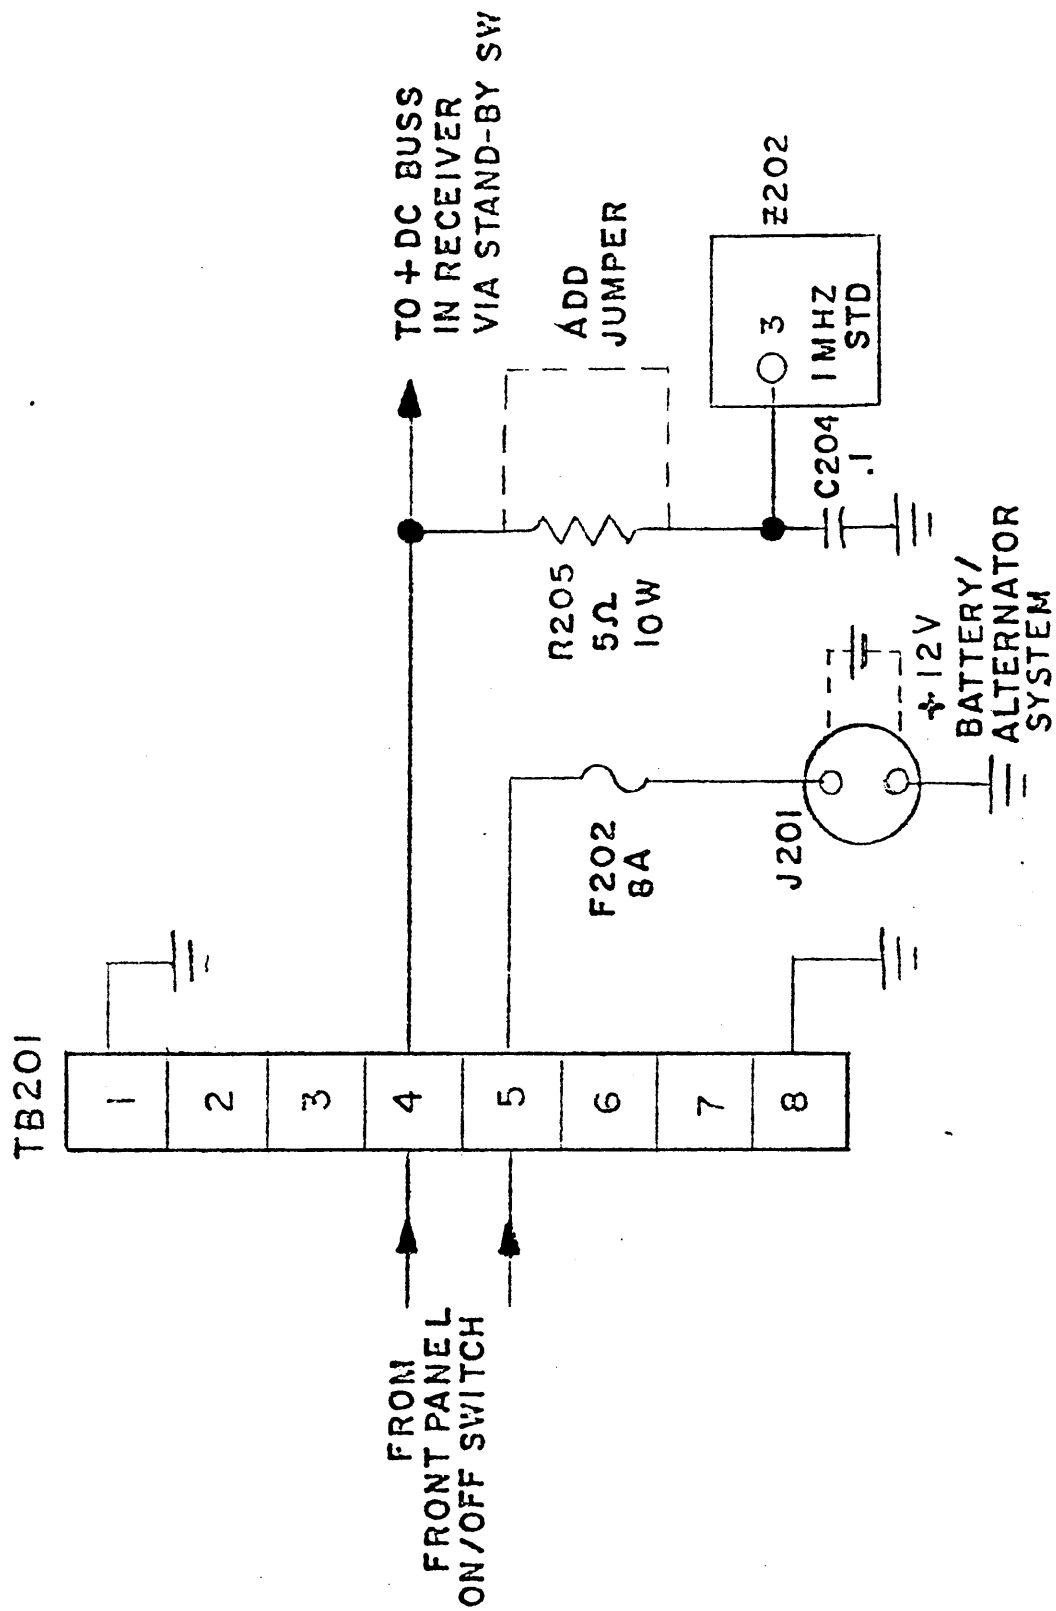 TB201
1
2
3
4
5
6
7
8
FROM
FRONT PANEL
ON/OFF SWITCH
TO + DC BUSS
IN RECEIVER
VIA STAND-BY SW
ADD
JUMPER
R205
5Ω
10W
F202
8A
J201
+12V
BATTERY/
ALTERNATOR
SYSTEM
C204
.1
3
1MHZ
STD
Z202